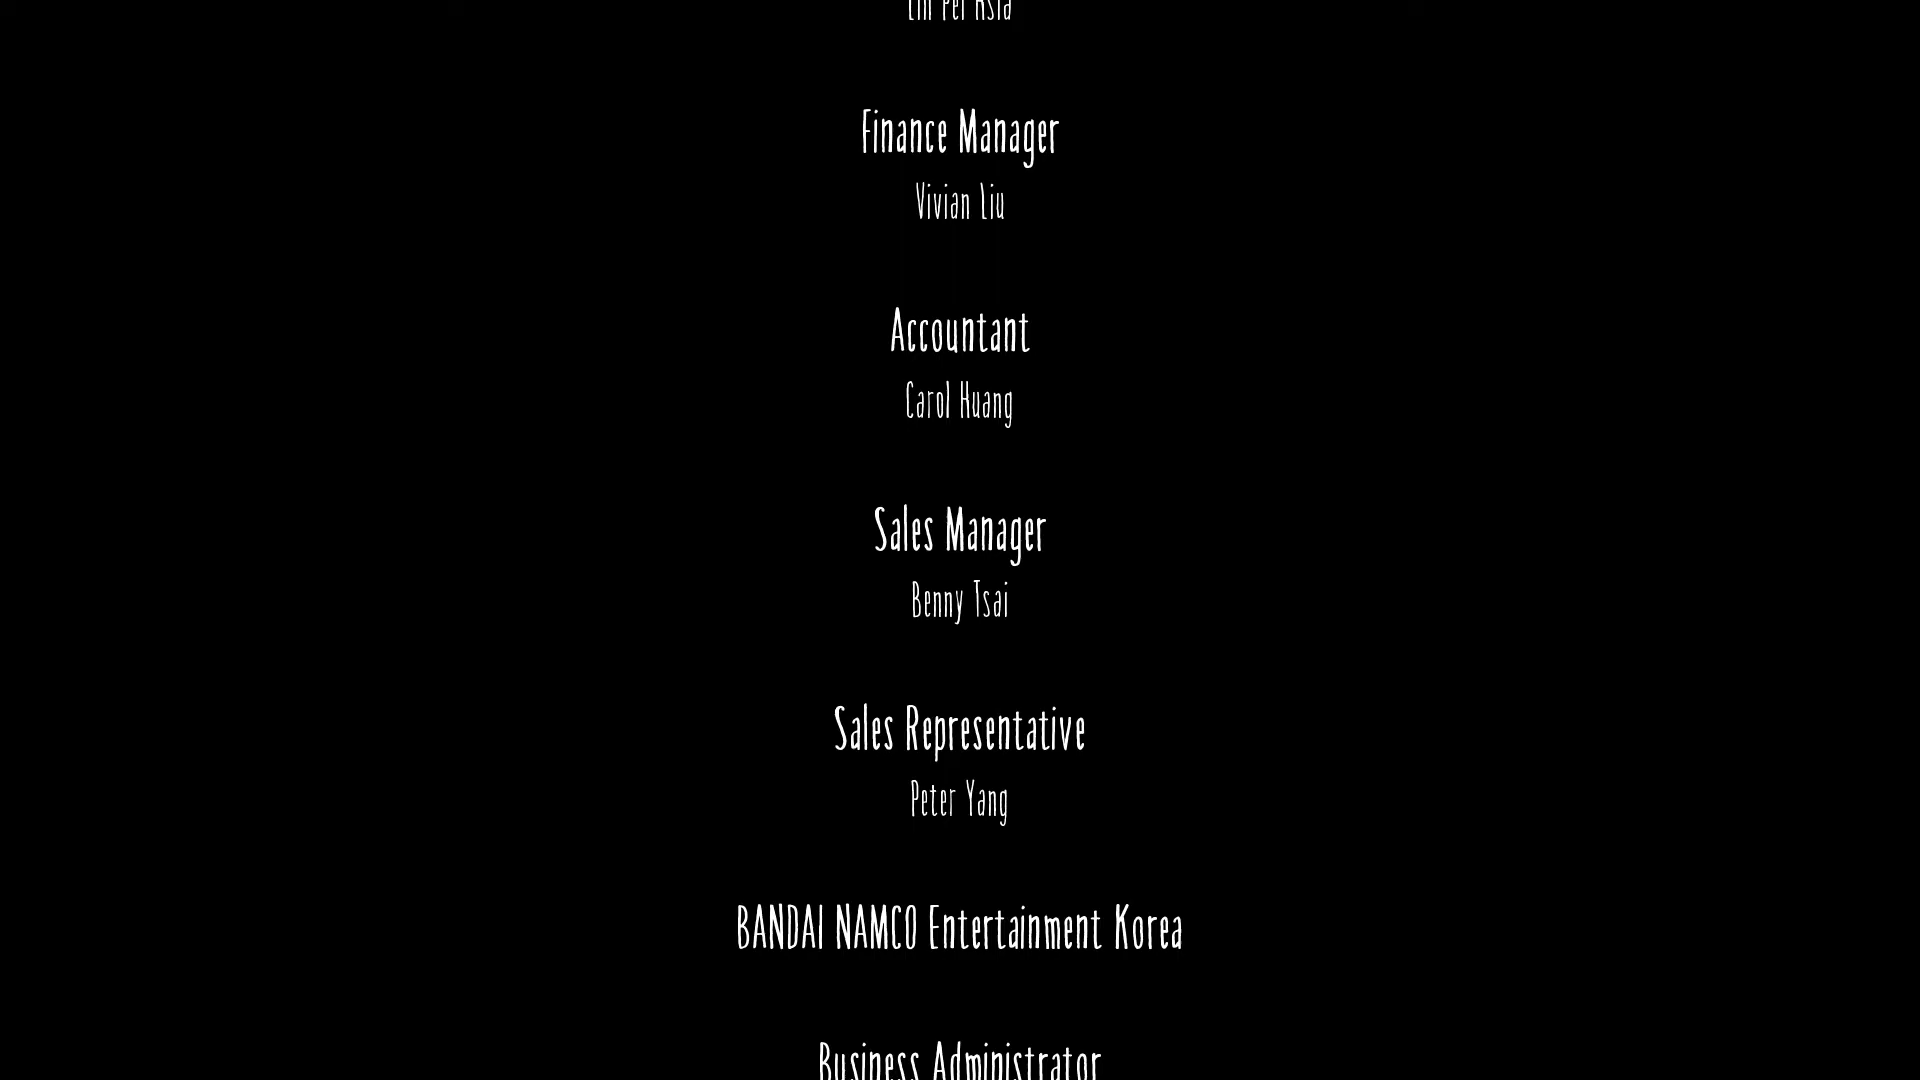 Finance Manager
Vivian Liu
Accountant
Carol Huang
Sales Manager
Benny Tsai
Sales Representative
Peter Yang
BANDAI NAMCO Entertainment Korea
Business Administrator